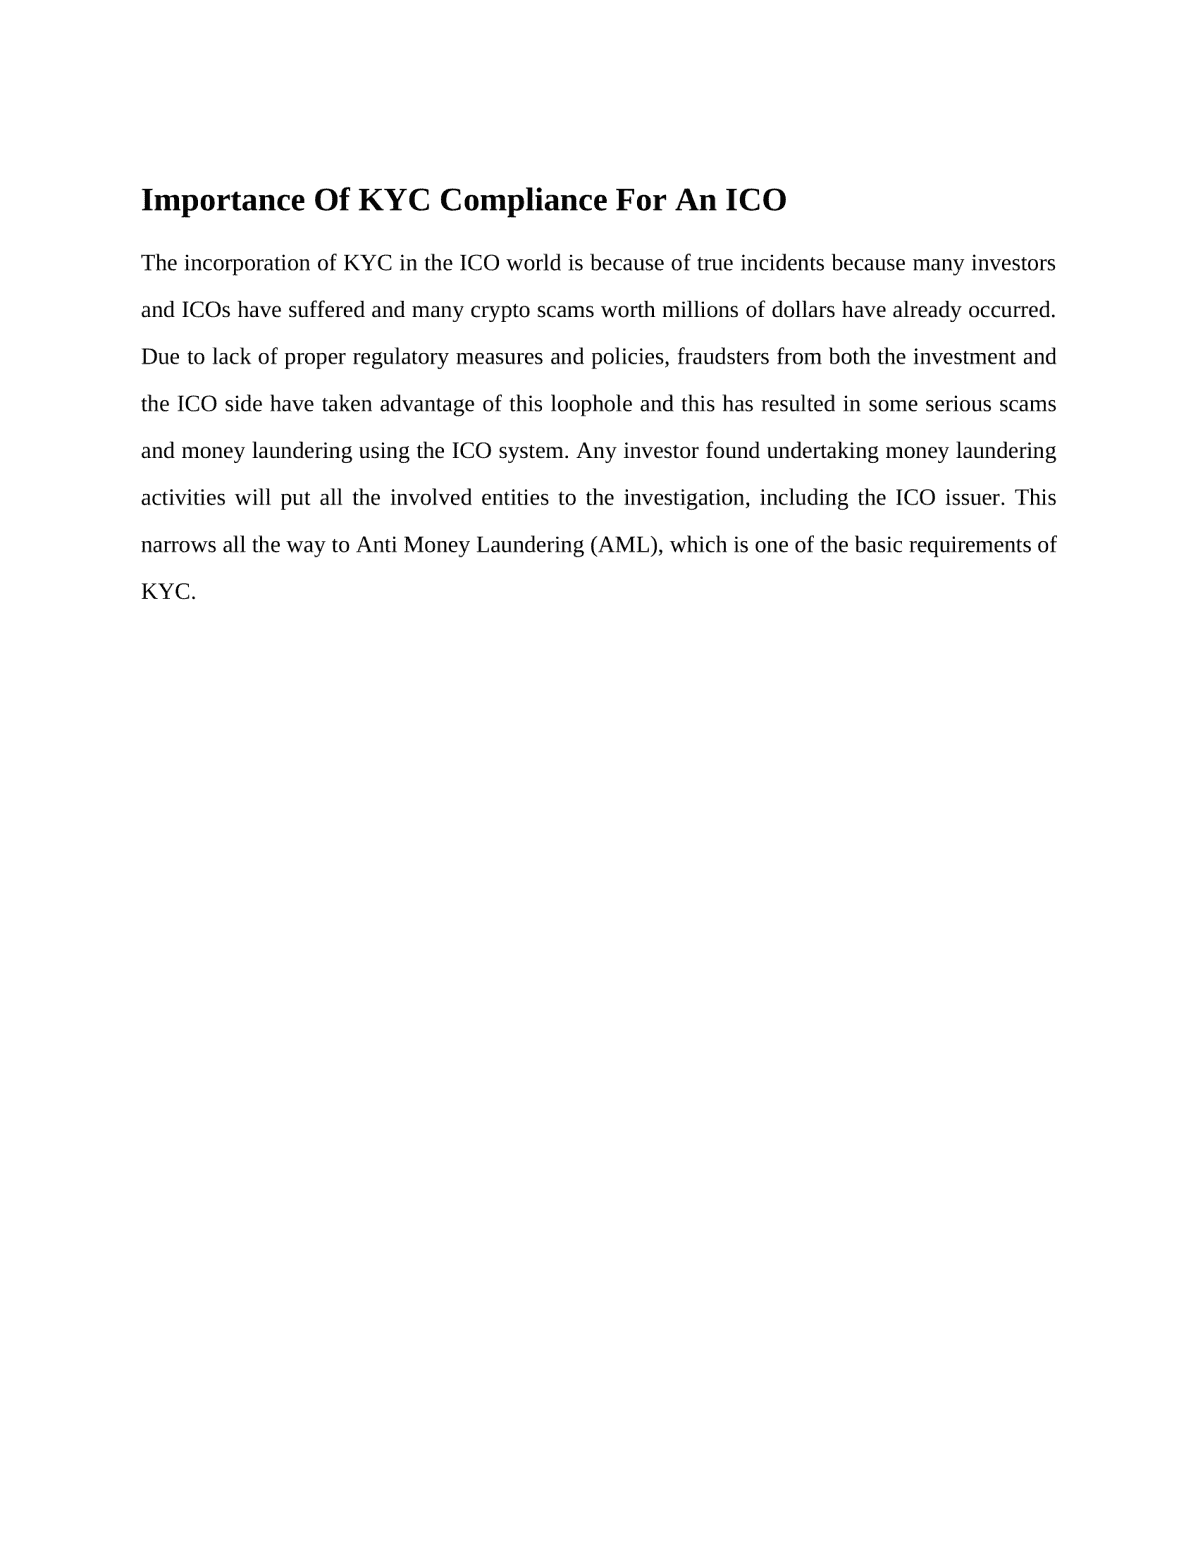 Importance Of KYC Compliance For An ICO
The incorporation of KYC in the ICO world is because of true incidents because many investors
and ICOs have suffered and many crypto scams worth millions of dollars have already occurred.
Due to lack of proper regulatory measures and policies, fraudsters from both the investment and
the ICO side have taken advantage of this loophole and this has resulted in some serious scams
and money laundering using the ICO system. Any investor found undertaking money laundering
activities will put all the involved entities to the investigation, including the ICO issuer. This
narrows all the way to Anti Money Laundering (AML), which is one of the basic requirements of
KYC.